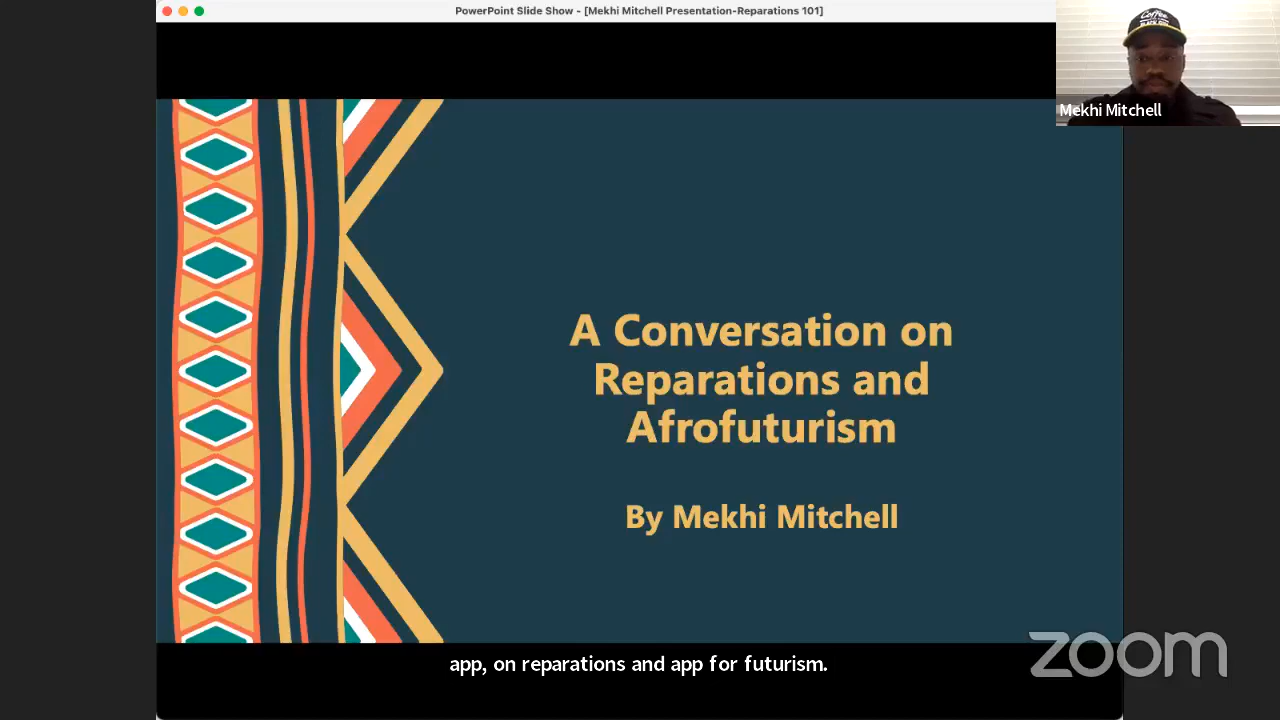 PowerPoint Slide Show - [Mekhi Mitchell Presentation-Reparations 101]
Coffee
Mekhi Mitchell
A Conversation on
Reparations and
Afrofuturism
By Mekhi Mitchell
app, on reparations and app for futurism.
zoom